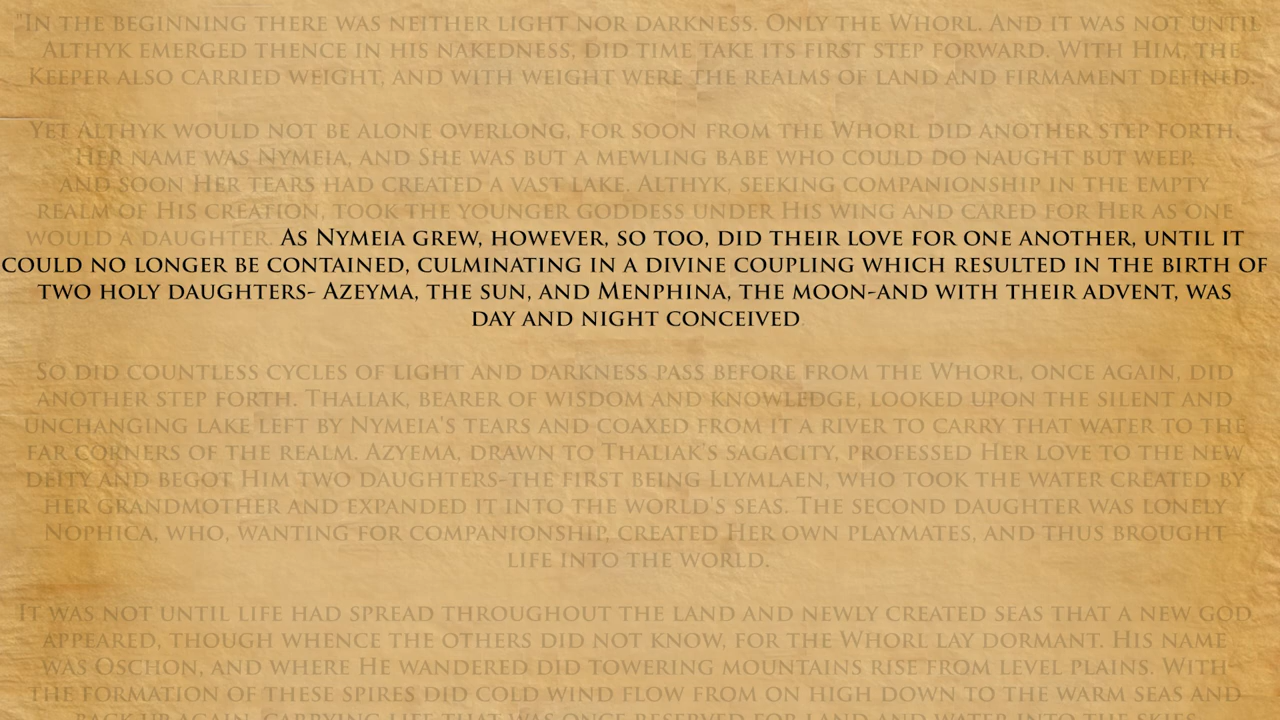 "In the beginning there was neither light nor darkness. Only the Whorl. And it was not until
Althyk emerged thence in his nakedness, did time take its first step forward. With Him, the
Keeper also carried weight, and with weight were the realms of land and firmament defined.
Yet Althyk would not be alone overlong, for soon from the Whorl did another step forth.
Her name was Nymeia, and She was but a mewling babe who could do naught but weep,
and soon Her tears had created a vast lake. Althyk, seeking companionship in the empty
realm of His creation, took the younger goddess under His wing and cared for Her as one
would a daughter. As Nymeia grew, however, so too, did their love for one another, until it
could no longer be contained, culminating in a divine coupling which resulted in the birth of
two holy daughters- Azeyma, the sun, and Menphina, the moon-and with their advent, was
day and night conceived.
So did countless cycles of light and darkness pass before from the Whorl, once again, did
another step forth. Thaliak, bearer of wisdom and knowledge, looked upon the silent and
unchanging lake left by Nymeia's tears and coaxed from it a river to carry that water to the
far corners of the realm. Azyema, drawn to Thaliak's sagacity, professed Her love to the new
deity and begot Him two daughters-the first being Llymlaen, who took the water created by
her grandmother and expanded it into the world's seas. The second daughter was lonely
Nophica, who, wanting for companionship, created Her own playmates, and thus brought
life into the world.
It was not until life had spread throughout the land and newly created seas that a new god
appeared, though whence the others did not know, for the Whorl lay dormant. His name
was Oschon, and where He wandered did towering mountains rise from level plains. With
the formation of these spires did cold wind flow from on high down to the warm seas and
back up again, carrying life that was once reserved for land and water into the skies.